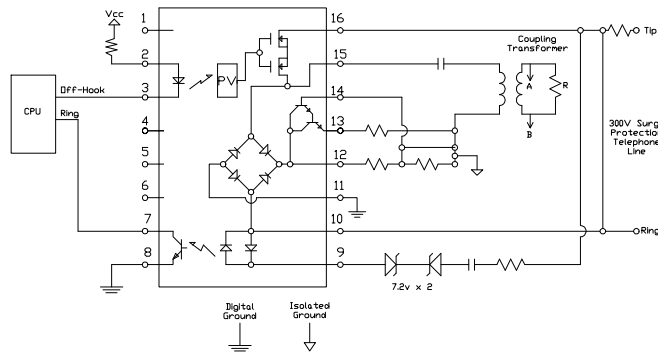 Vcc
1
2
3
4
5
6
7
8
16
15
14
13
12
11
10
9
CPU
Off-Hook
Ring
PV
Coupling
Transformer
A
B
R
Tip
300V Surg
Protection
Telephone
Line
Ring
7.2v x 2
Digital
Ground
Isolated
Ground